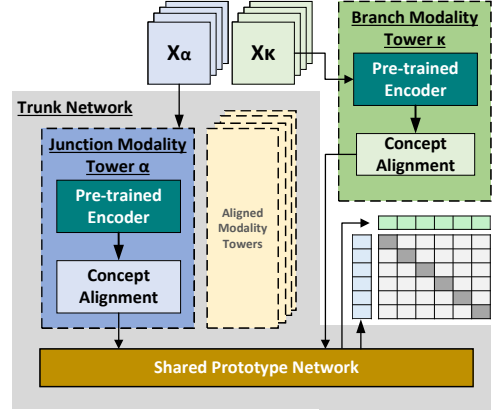 Xα
Xκ
Branch Modality
Tower κ
Pre-trained
Encoder
Concept
Alignment
Trunk Network
Junction Modality
Tower α
Pre-trained
Encoder
Concept
Alignment
Aligned
Modality
Towers
Shared Prototype Network